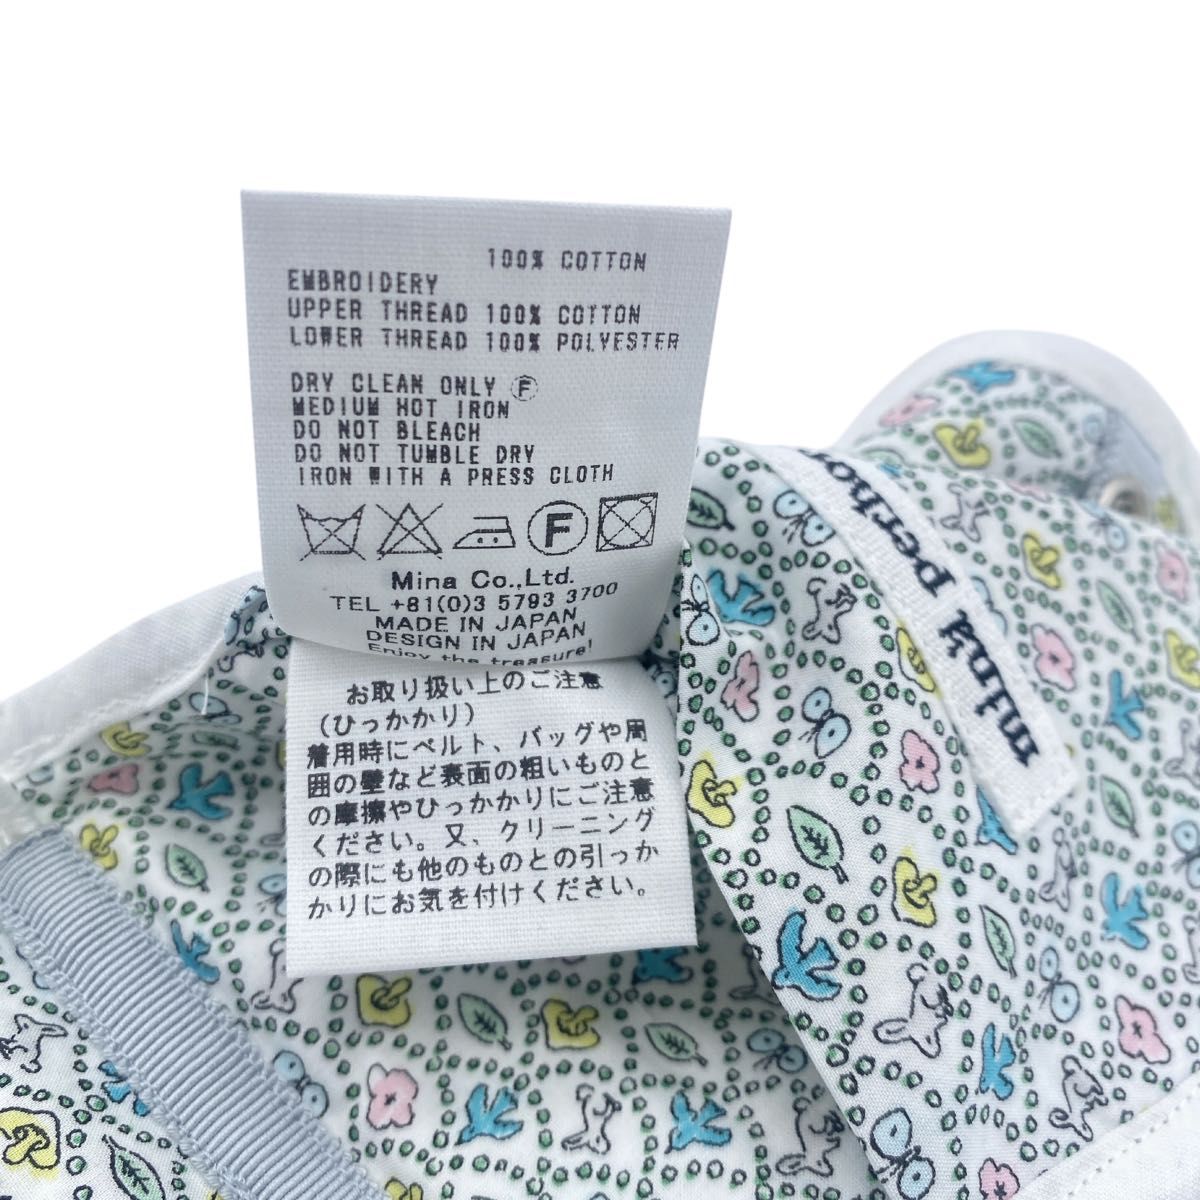 100% COTTON
EMBROIDERY
UPPER THREAD 100% COTTON
LOWER THREAD 100% POLYESTER
DRY CLEAN ONLY Ⓕ
MEDIUM HOT IRON
DO NOT BLEACH
DO NOT TUMBLE DRY
IRON WITH A PRESS CLOTH
F
Mina Co.,Ltd.
TEL +81(0)3 5793 3700
MADE IN JAPAN
DESIGN IN JAPAN
Enjoy the treasure!
お取り扱い上のご注意
(ひっかかり)
着用時にベルト、バッグや周
囲の壁など表面の粗いものと
の摩擦やひっかかりにご注意
ください。又、クリーニング
の際にも他のものとの引っか
かりにお気を付けください。
minä perho